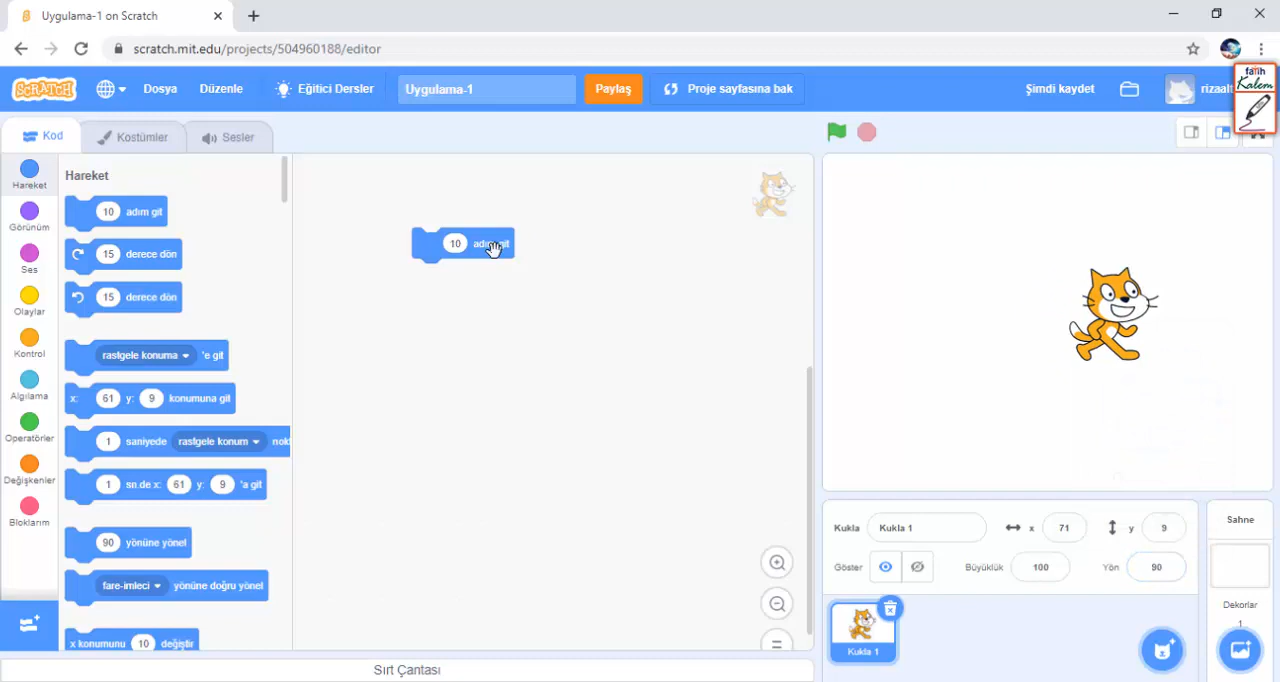 Uygulama-1 on Scratch
scratch.mit.edu/projects/504960188/editor
SCRATCH
Dosya
Düzenle
Eğitici Dersler
Uygulama-1
Paylaş
Proje sayfasına bak
Şimdi kaydet
fatih
Kalem
Kod
Kostümler
Sesler
Hareket
Görünüm
Ses
Olaylar
Kontrol
Algılama
Operatörler
Değişkenler
Bloklarım
Hareket
10 adım git
15 derece dön
15 derece dön
rastgele konuma 'e git
x: 61 y: 9 konumuna git
1 saniyede rastgele konum
1 sn.de x: 61 y: 9 'a git
90 yönüne yönel
fare-imleci yönüne doğru yönel
x konumunu 10 değiştir
10
Kukla Kukla 1 x 71 y 9
Göster Büyüklük 100 Yön 90
Kukla 1
Sahne
Dekorlar
1
Sırt Çantası